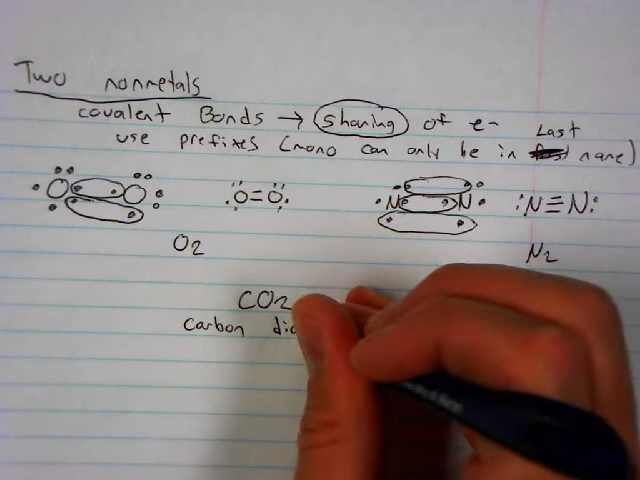 Two nonmetals
covalent Bonds → sharing of e-
use prefixes (mono can only be in last name)
O O :O=O: N N :N≡N:
O2 N2
CO2
carbon